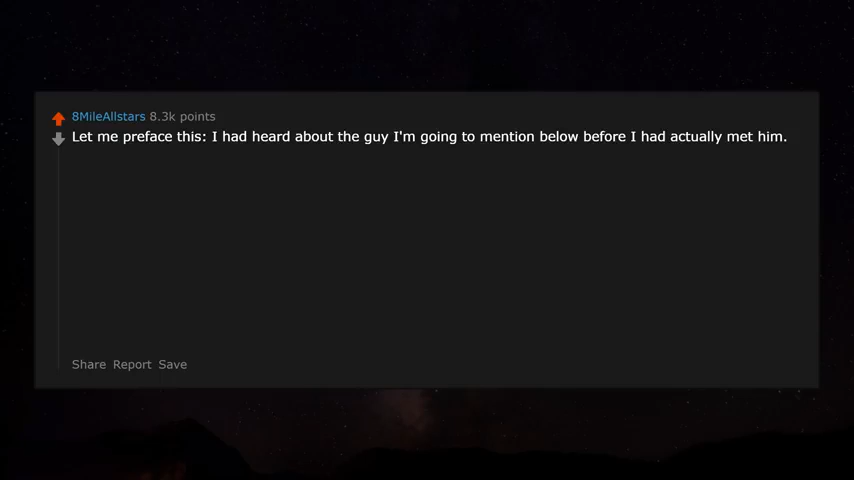 8MileAllstars 8.3k points
Let me preface this: I had heard about the guy I'm going to mention below before I had actually met him.
Share Report Save